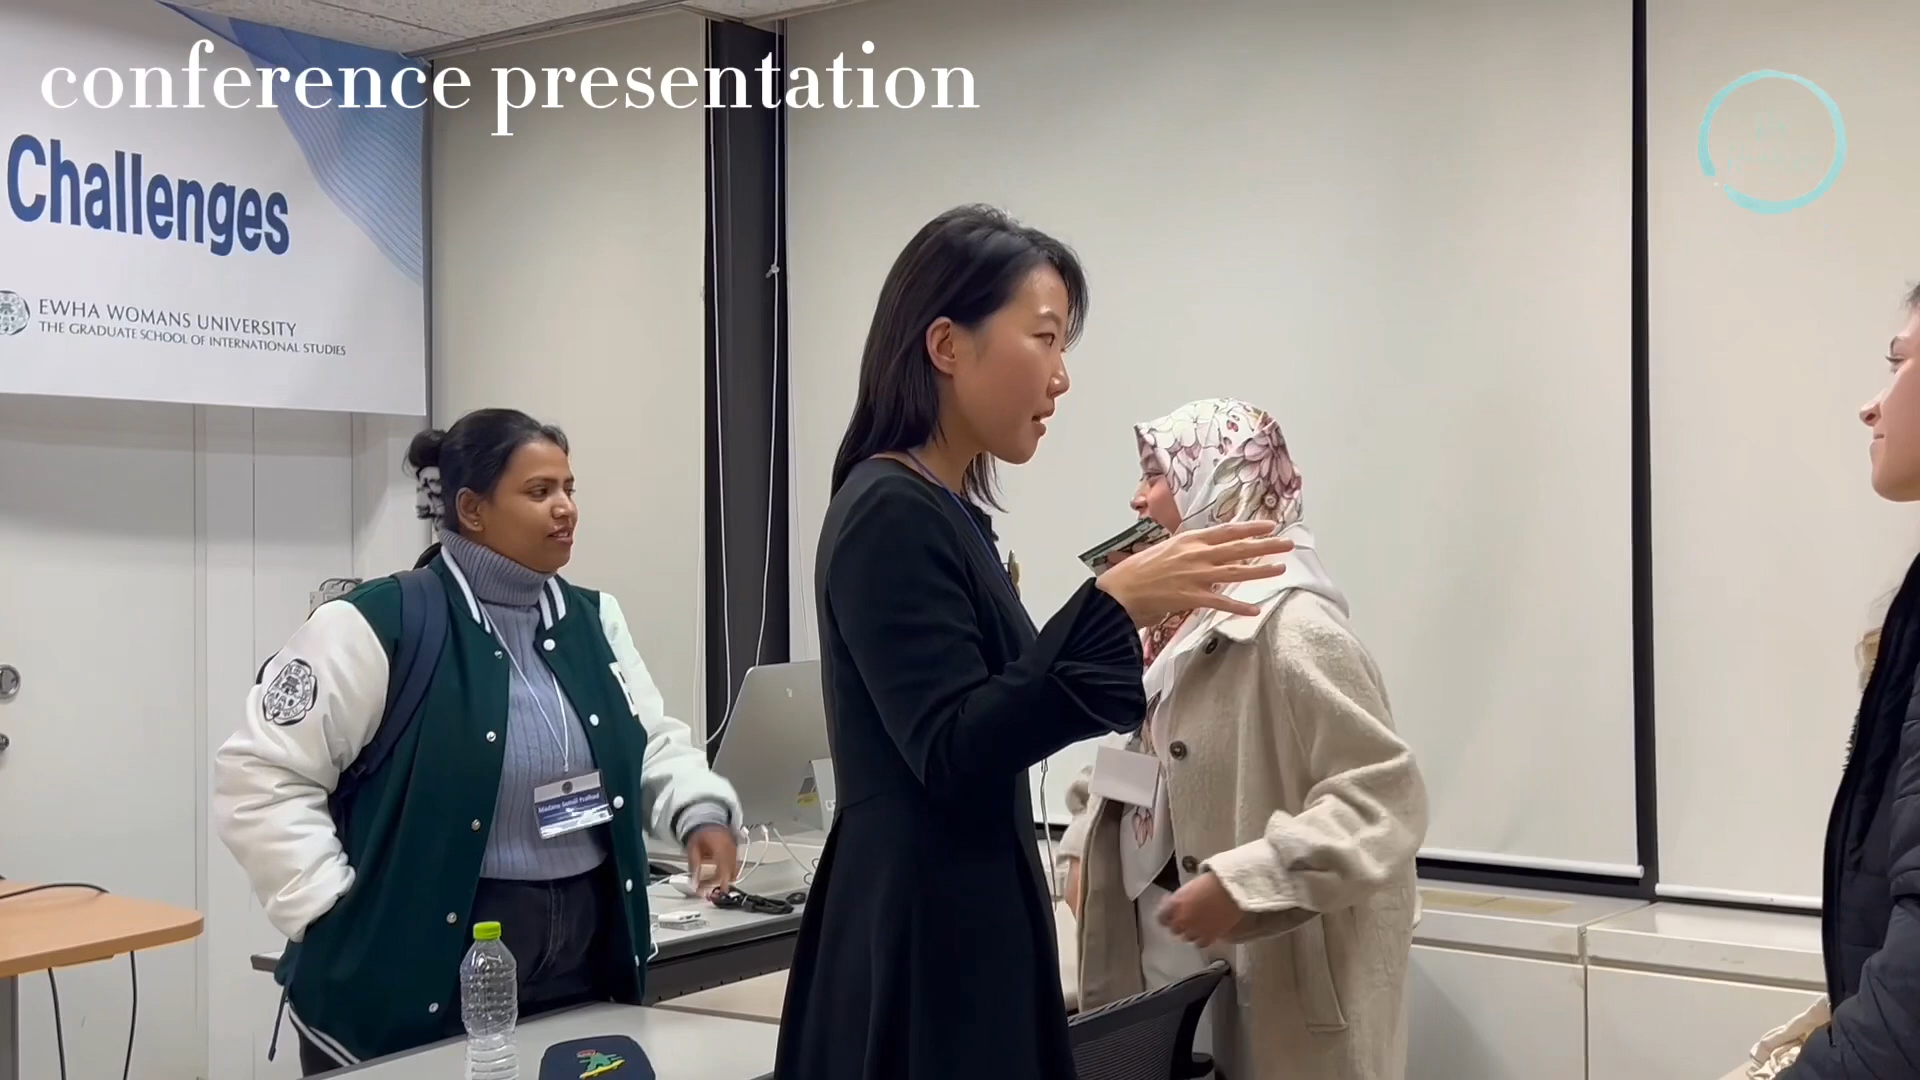 conference presentation
Challenges
EWHA WOMANS UNIVERSITY
THE GRADUATE SCHOOL OF INTERNATIONAL STUDIES